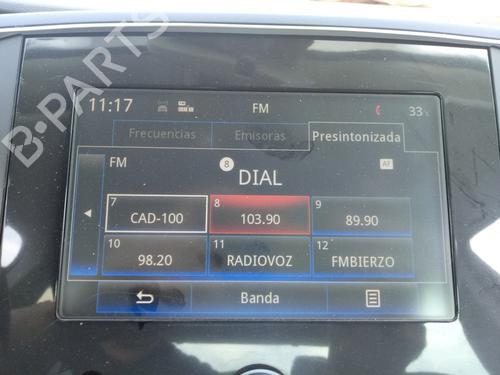 11:17 FM 33°c
Frecuencias Emisoras Presintonizada
FM 8 AF
DIAL
7 CAD-100 8 103.90 9 89.90
10 98.20 11 RADIOVOZ 12 FMBIERZO
Banda
B-PARTS